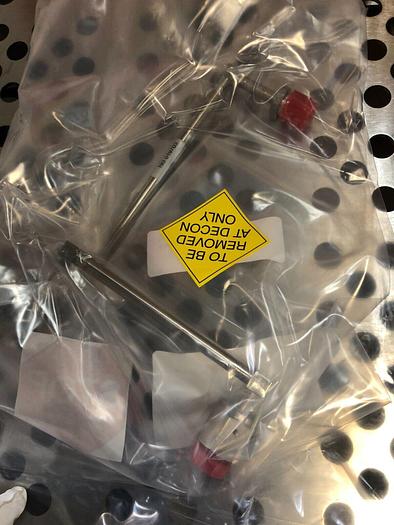 TO BE
REMOVED
AT DECON
ONLY